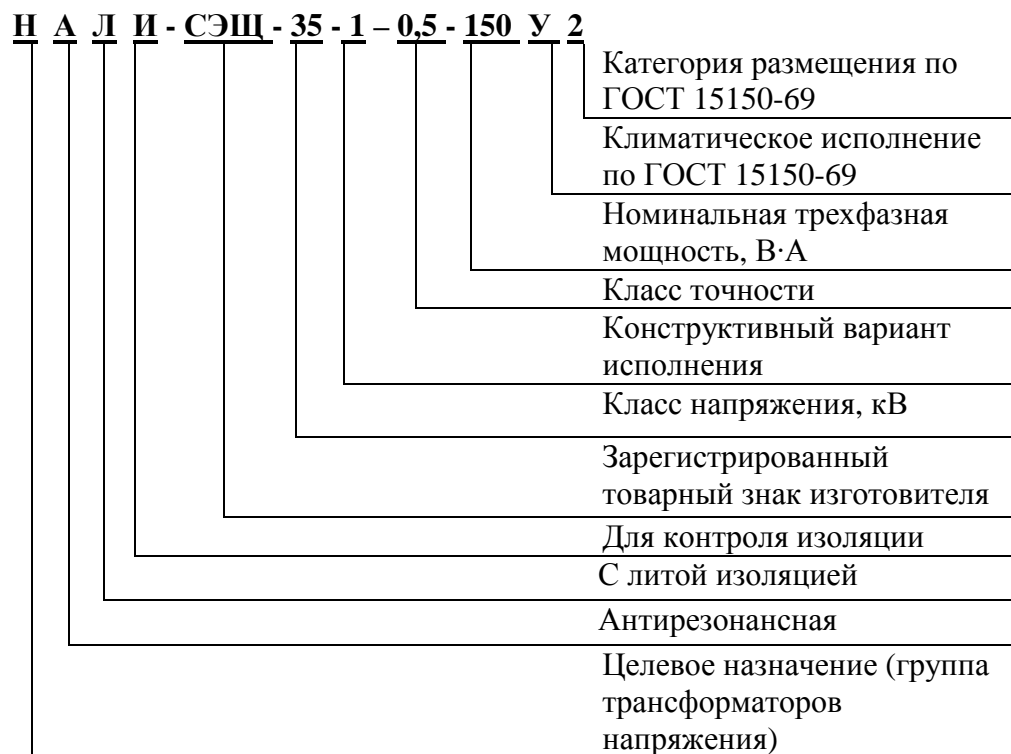 Н А Л И - СЭЩ - 35 - 1 – 0,5 - 150 У 2
Категория размещения по
ГОСТ 15150-69
Климатическое исполнение
по ГОСТ 15150-69
Номинальная трехфазная
мощность, В·А
Класс точности
Конструктивный вариант
исполнения
Класс напряжения, кВ
Зарегистрированный
товарный знак изготовителя
Для контроля изоляции
С литой изоляцией
Антирезонансная
Целевое назначение (группа
трансформаторов
напряжения)